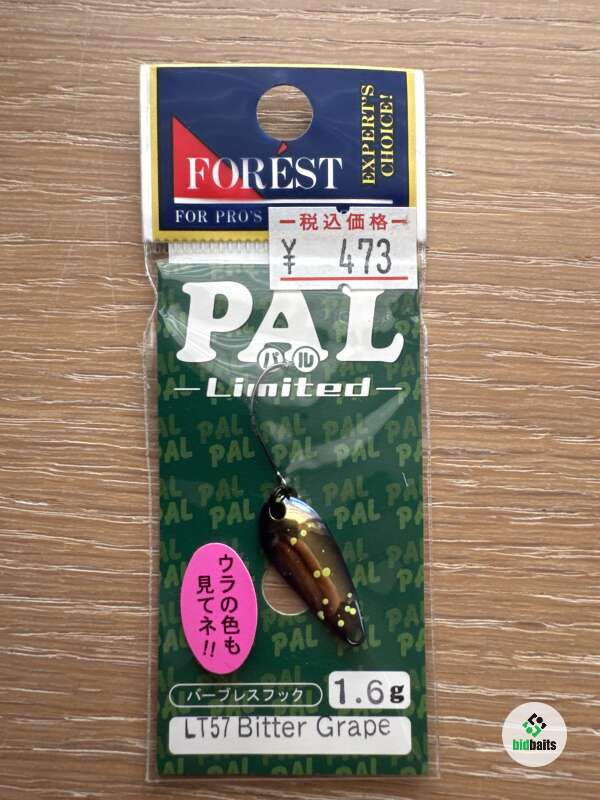 FORÉST
FOR PRO'S
EXPERT'S
CHOICE!
税込価格
¥ 473
PAL
パル
Limited
ウラの色も
見てネ!!
バーブレスフック
1.6g
LT57 Bitter Grape
bidbaits